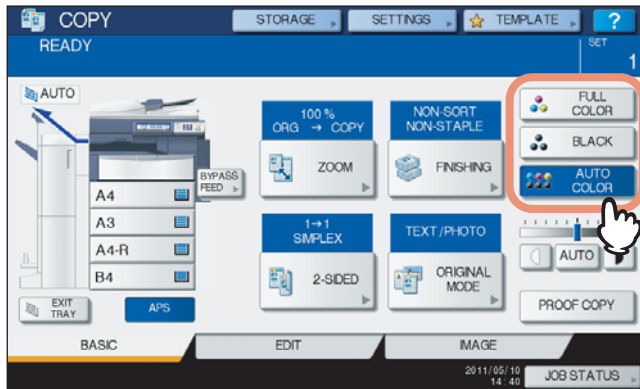 COPY
STORAGE
SETTINGS
TEMPLATE
?
READY
SET
1
AUTO
100 %
ORG → COPY
ZOOM
NON-SORT
NON-STAPLE
FINISHING
FULL
COLOR
BLACK
AUTO
COLOR
BYPASS
FEED
A4
A3
A4-R
B4
1→1
SIMPLEX
2-SIDED
TEXT/PHOTO
ORIGINAL
MODE
AUTO
EXIT
TRAY
APS
PROOF COPY
BASIC
EDIT
IMAGE
2011/05/10
14:40
JOB STATUS